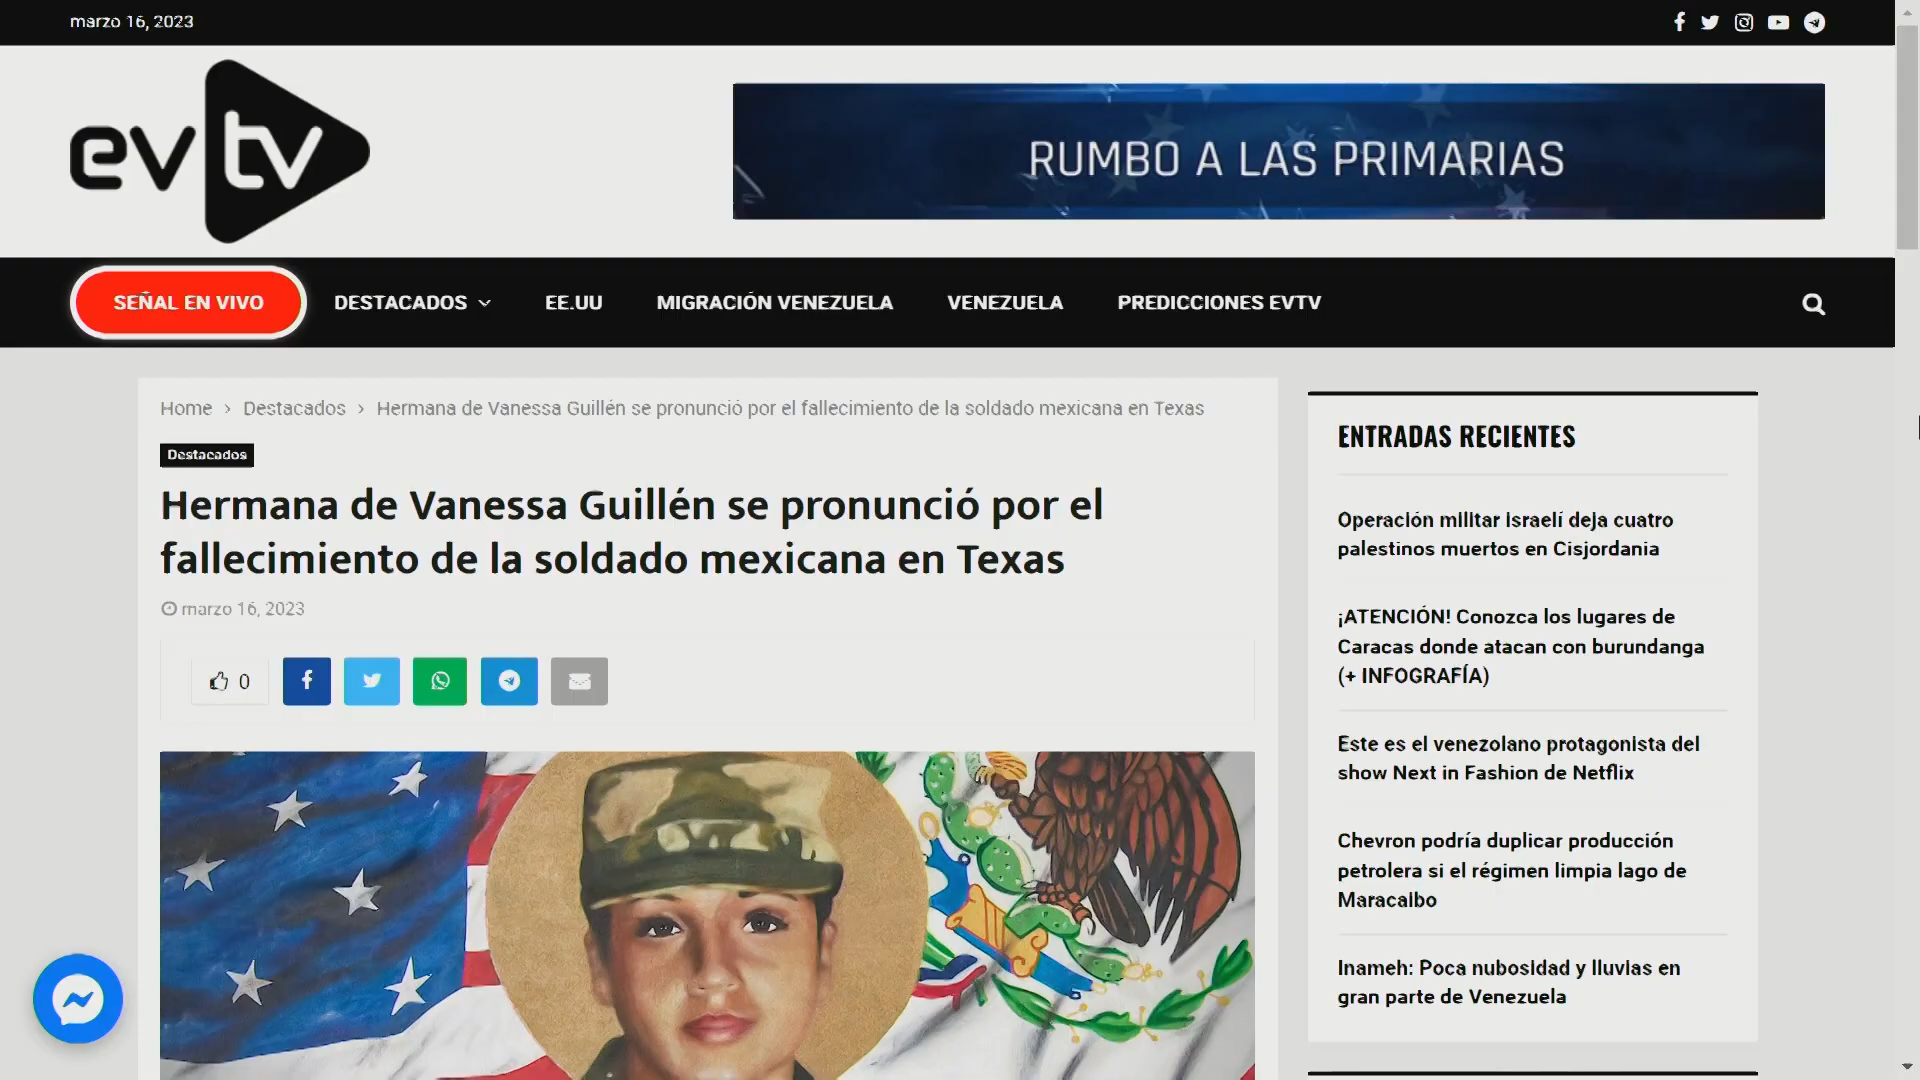 marzo 16, 2023
evtv
RUMBO A LAS PRIMARIAS
SEÑAL EN VIVO
DESTACADOS
EE.UU
MIGRACIÓN VENEZUELA
VENEZUELA
PREDICCIONES EVTV
Home > Destacados > Hermana de Vanessa Guillén se pronunció por el fallecimiento de la soldado mexicana en Texas
Destacados
Hermana de Vanessa Guillén se pronunció por el
fallecimiento de la soldado mexicana en Texas
marzo 16, 2023
0
ENTRADAS RECIENTES
Operación militar israelí deja cuatro
palestinos muertos en Cisjordania
¡ATENCIÓN! Conozca los lugares de
Caracas donde atacan con burundanga
(+ INFOGRAFÍA)
Este es el venezolano protagonista del
show Next in Fashion de Netflix
Chevron podría duplicar producción
petrolera si el régimen limpia lago de
Maracaibo
Inameh: Poca nubosidad y lluvias en
gran parte de Venezuela